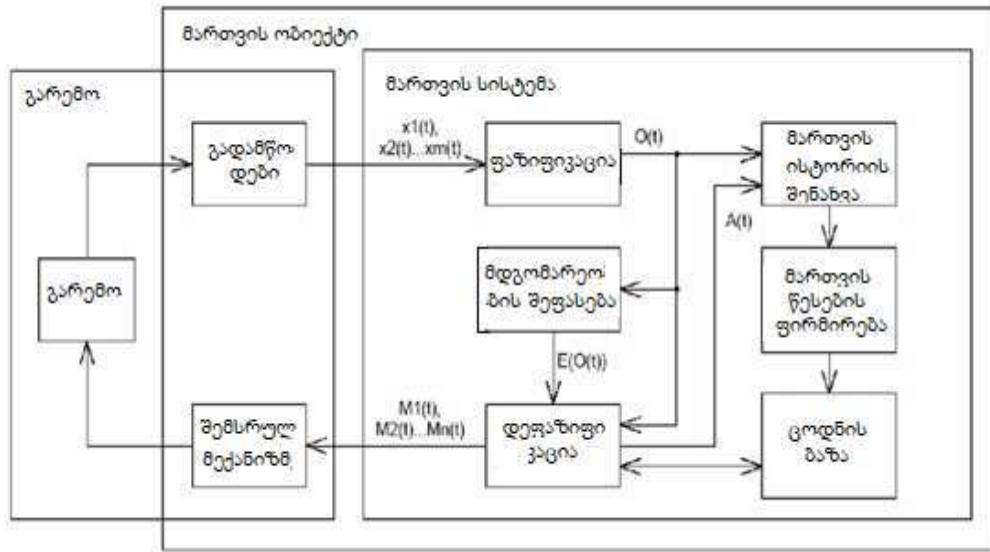 მართვის ობიექტი
გარემო
მართვის სისტემა
გადამწო
დები
x1(t),
x2(t)...xm(t)
ფაზიფიკაცია
O(t)
მართვის
ისტორიის
შენახვა
A(t)
გარემო
მდგომარეო
ბის შეფასება
მართვის
წესების
ფირმირება
E(O(t))
შემსრულ
მექანიზმ
M1(t),
M2(t)...Mn(t)
დეფაზიფი
კაცია
ცოდნის
ბაზა